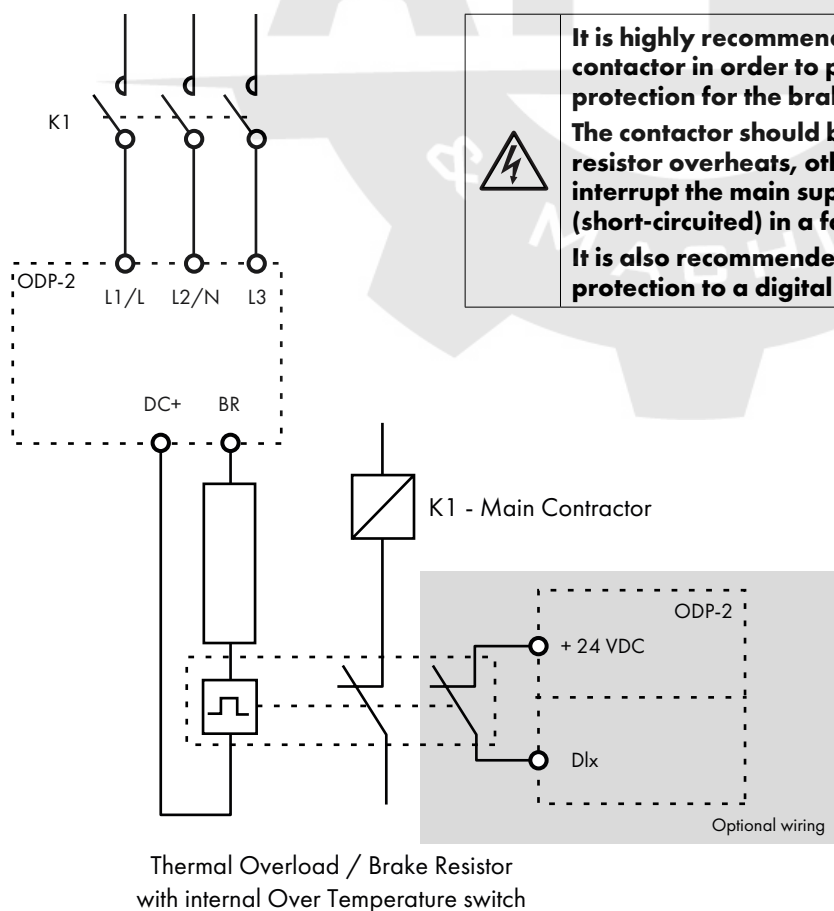 K1
ODP-2
L1/L L2/N L3
DC+ BR
It is highly recommend
contactor in order to p
protection for the bra
The contactor should b
resistor overheats, oth
interrupt the main sup
(short-circuited) in a f
It is also recommende
protection to a digital
& MACH
K1 - Main Contractor
ODP-2
+ 24 VDC
DIx
Optional wiring
Thermal Overload / Brake Resistor
with internal Over Temperature switch